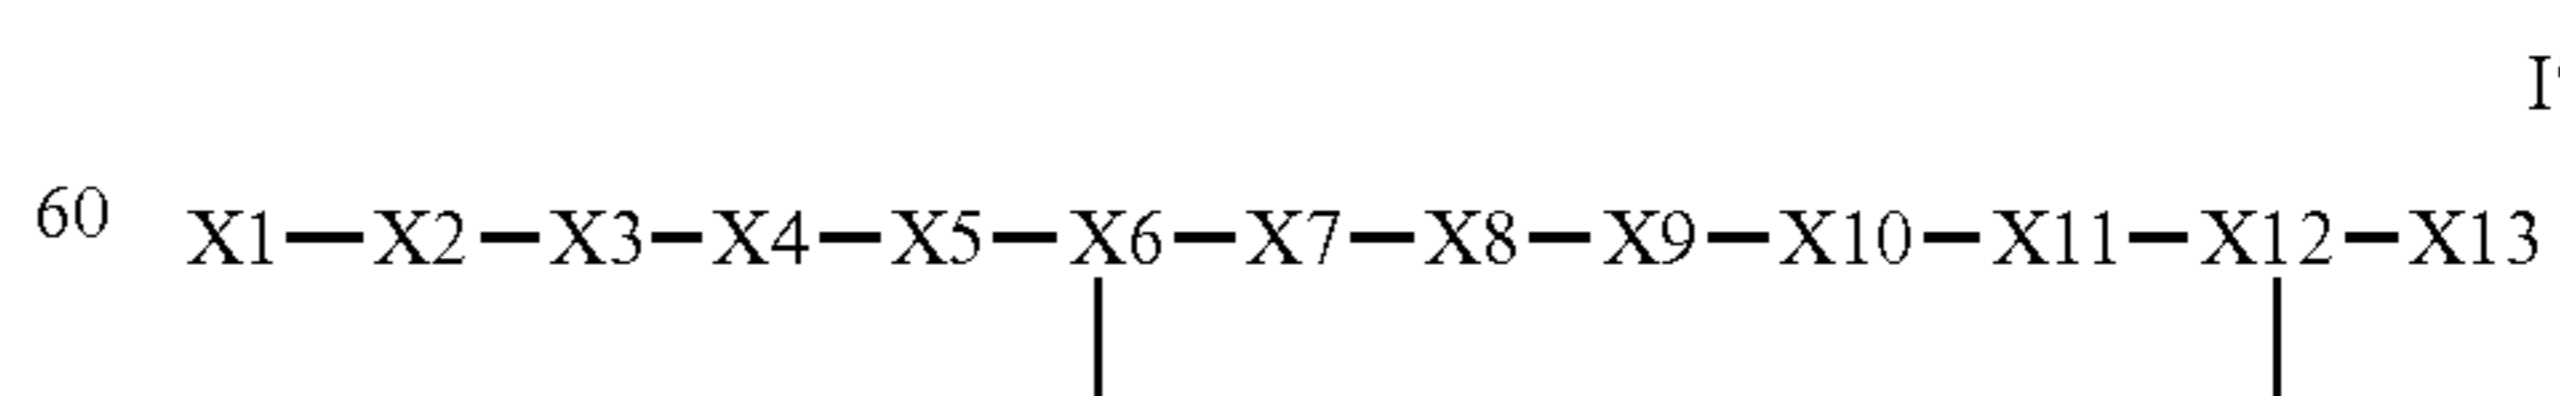 60 X1—X2—X3—X4—X5—X6—X7—X8—X9—X10—X11—X12—X13